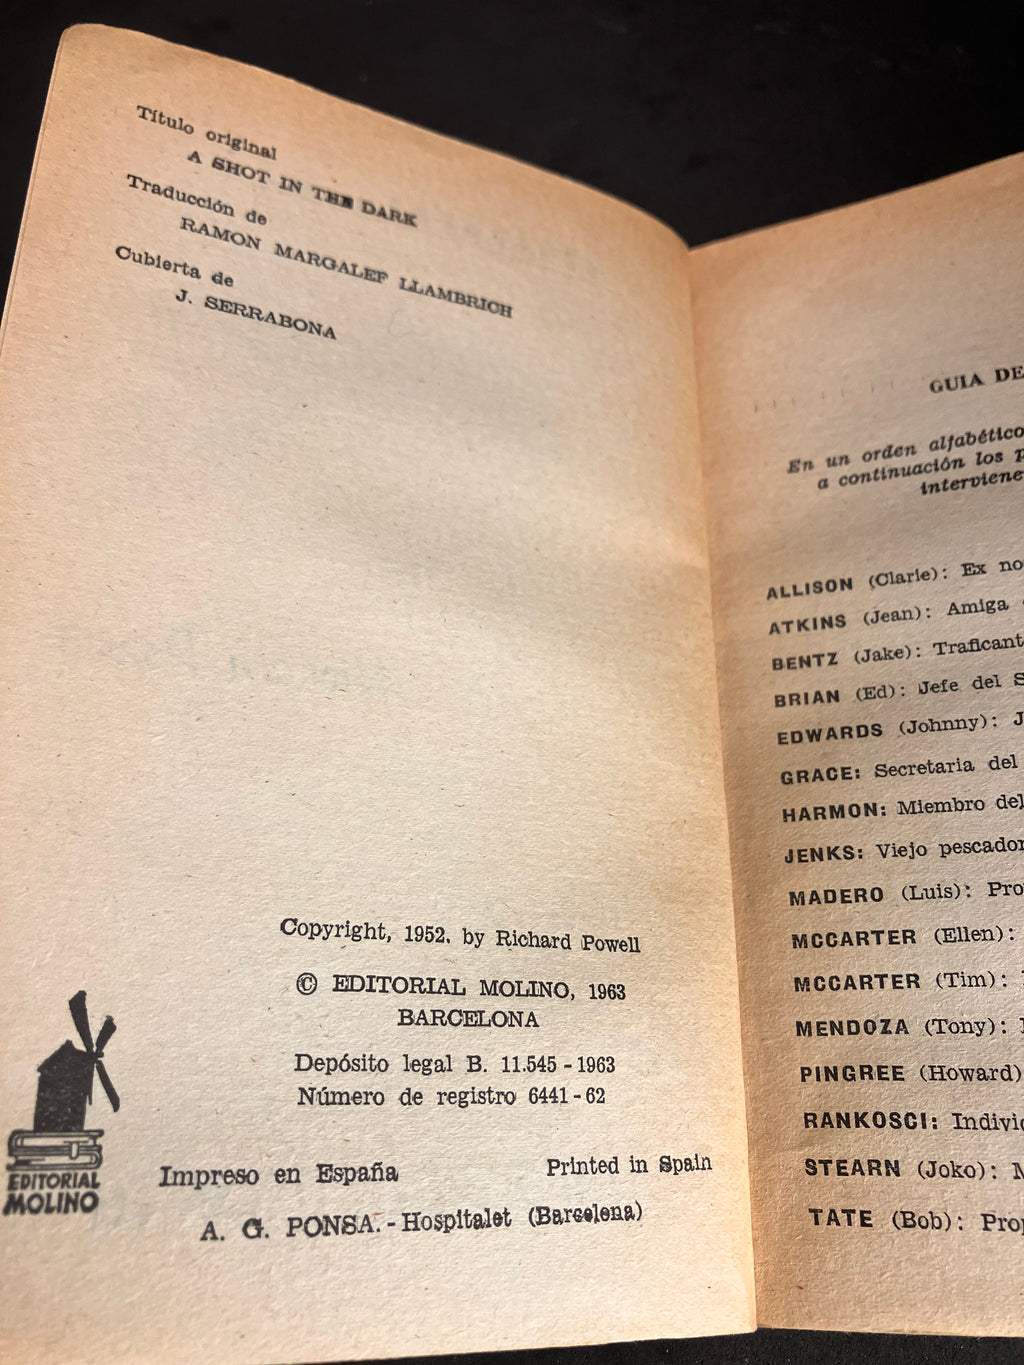 Título original
A SHOT IN THE DARK
Traducción de
RAMON MARGALEF LLAMBRICH
Cubierta de
J. SERRABONA
Copyright, 1952, by Richard Powell
© EDITORIAL MOLINO, 1963
BARCELONA
Depósito legal B. 11.545 - 1963
Número de registro 6441 - 62
EDITORIAL
MOLINO
Impreso en España
Printed in Spain
A. G. PONSA. - Hospitalet (Barcelona)
GUIA DE
En un orden alfabético
a continuación los
interviene
ALLISON (Clarie): Ex no
ATKINS (Jean): Amiga
BENTZ (Jake): Traficant
BRIAN (Ed): Jefe del S
EDWARDS (Johnny): J
GRACE: Secretaria del
HARMON: Miembro del
JENKS: Viejo pescador
MADERO (Luis): Pro
MCCARTER (Ellen):
MCCARTER (Tim):
MENDOZA (Tony):
PINGREE (Howard)
RANKOSCI: Individ
STEARN (Joko): M
TATE (Bob): Prop